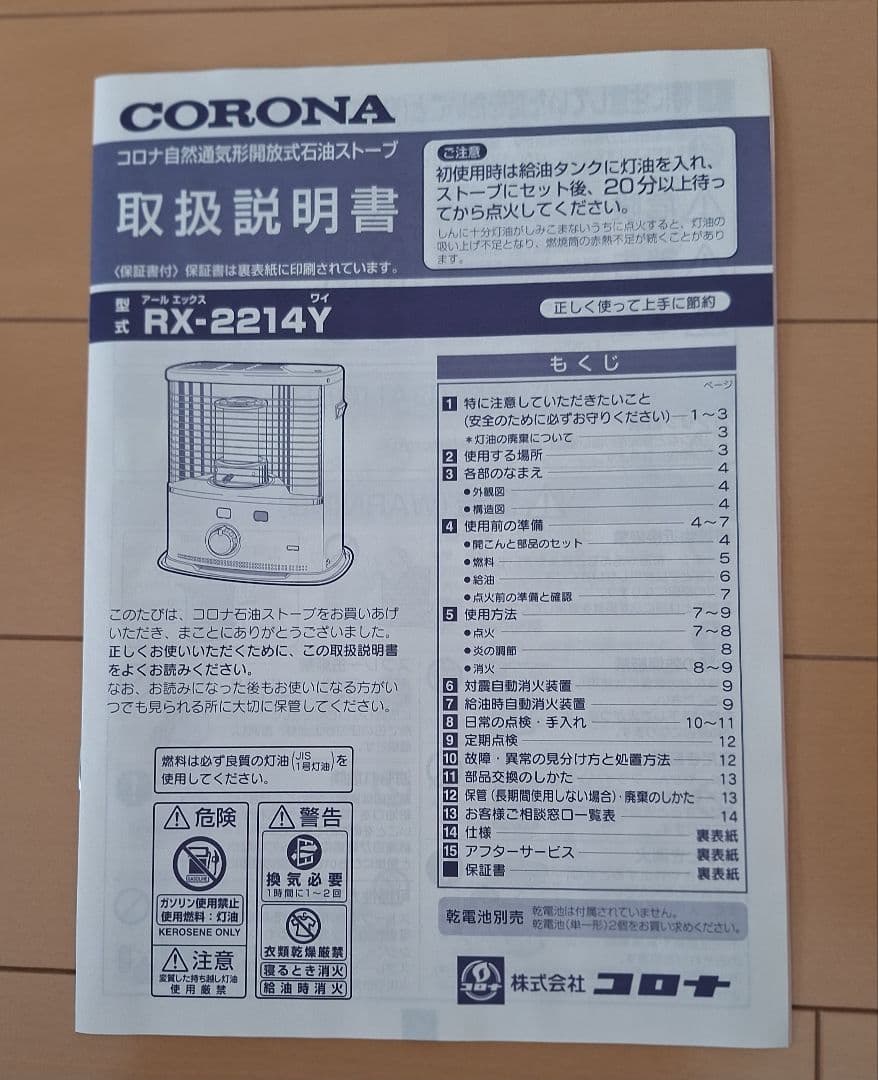 CORONA
コロナ自然通気形開放式石油ストーブ
取扱説明書
〈保証書付〉保証書は裏表紙に印刷されています。
ご注意
初使用時は給油タンクに灯油を入れ、
ストーブにセット後、20分以上待っ
てから点火してください。
しんに十分灯油がしみこまないうちに点火すると、灯油の
吸い上げ不足となり、燃焼筒の赤熱不足が続くことがあり
ます。
型式
アール エックス ワイ
RX-2214Y
正しく使って上手に節約
このたびは、コロナ石油ストーブをお買いあげ
いただき、まことにありがとうございました。
正しくお使いいただくために、この取扱説明書
をよくお読みください。
なお、お読みになった後もお使いになる方がい
つでも見られる所に大切に保管してください。
燃料は必ず良質の灯油(JIS 1号灯油)を
使用してください。
危険
GASOLINE
ガソリン使用禁止
使用燃料：灯油
KEROSENE ONLY
注意
変質した持ち越し灯油
使用厳禁
警告
換気必要
1時間に1～2回
衣類乾燥厳禁
寝るとき消火
給油時消火
もくじ
ページ
1 特に注意していただきたいこと
(安全のために必ずお守りください) 1～3
＊灯油の廃棄について 3
2 使用する場所 3
3 各部のなまえ 4
●外観図 4
●構造図 4
4 使用前の準備 4～7
●開こんと部品のセット 4
●燃料 5
●給油 6
●点火前の準備と確認 7
5 使用方法 7～9
●点火 7～8
●炎の調節 8
●消火 8～9
6 対震自動消火装置 9
7 給油時自動消火装置 9
8 日常の点検・手入れ 10～11
9 定期点検 12
10 故障・異常の見分け方と処置方法 12
11 部品交換のしかた 13
12 保管(長期間使用しない場合)・廃棄のしかた 13
13 お客様ご相談窓口一覧表 14
14 仕様 裏表紙
15 アフターサービス 裏表紙
保証書 裏表紙
乾電池別売
乾電池は付属されていません。
乾電池(単一形)2個をお買い求めください。
コロナ
株式会社 コロナ